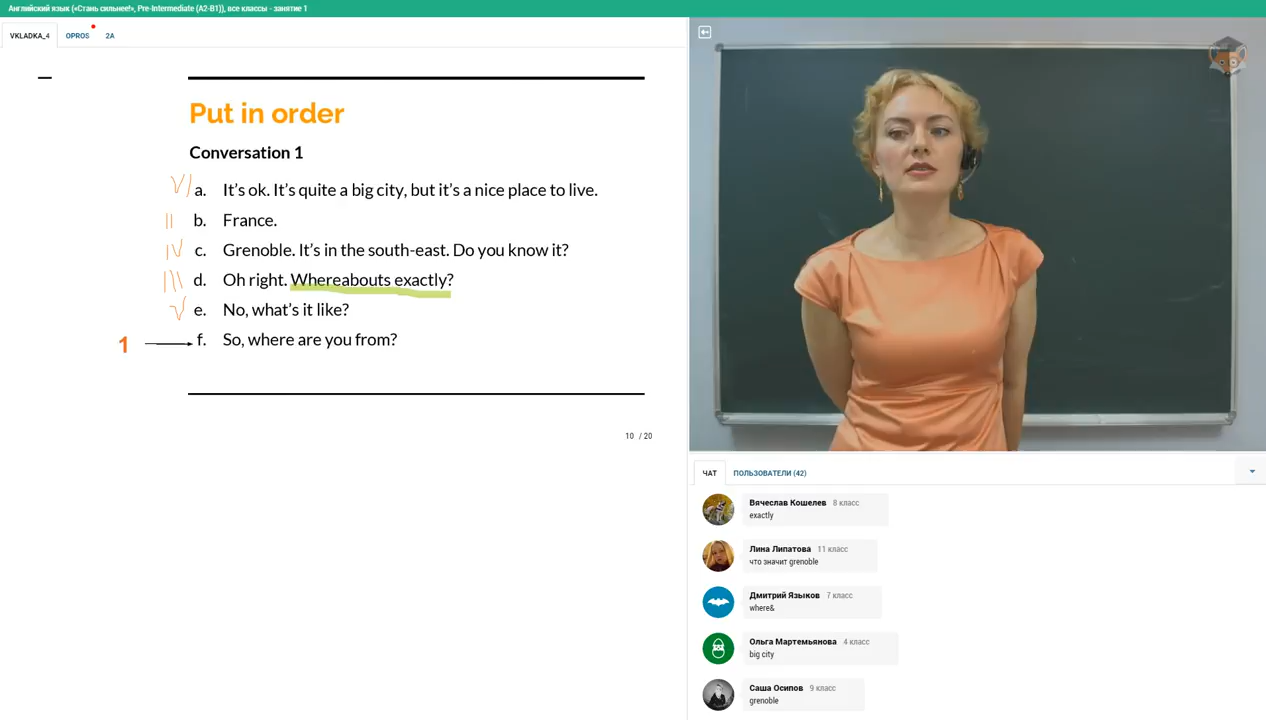 Английский язык («Стань сильнее!», Pre-Intermediate (A2-B1)), все классы - занятие 1
VKLADKA_4 OPROS 2A
Put in order
Conversation 1
VI a. It’s ok. It’s quite a big city, but it’s a nice place to live.
II b. France.
IV c. Grenoble. It’s in the south-east. Do you know it?
III d. Oh right. Whereabouts exactly?
V e. No, what’s it like?
1 f. So, where are you from?
10 / 20
ЧАТ ПОЛЬЗОВАТЕЛИ (42)
Вячеслав Кошелев 8 класс
exactly
Лина Липатова 11 класс
что значит grenoble
Дмитрий Языков 7 класс
where&
Ольга Мартемьянова 4 класс
big city
Саша Осипов 9 класс
grenoble